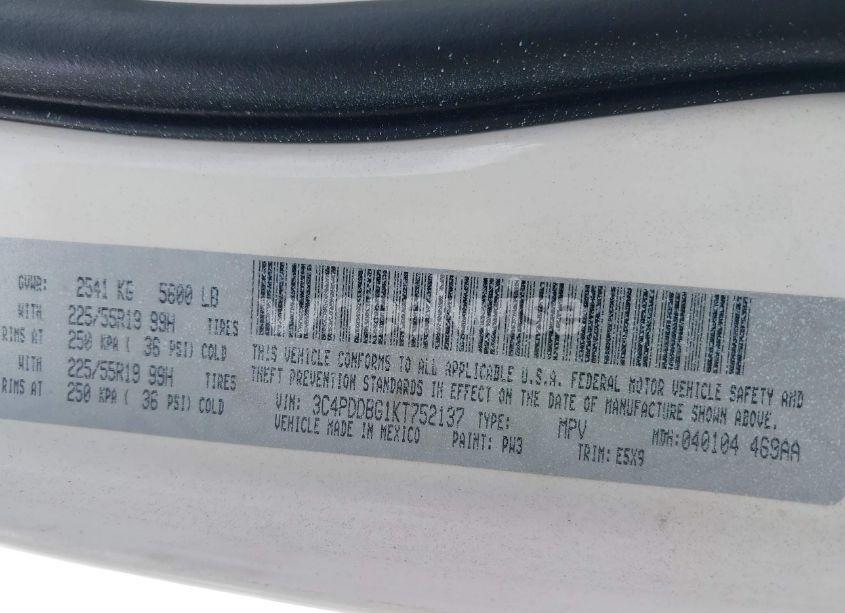 GVWR: 2541 KG 5600 LB
WITH 225/55R19 99H TIRES
RIMS AT 250 KPA ( 36 PSI) COLD
WITH 225/55R19 99H TIRES
RIMS AT 250 KPA ( 36 PSI) COLD
wheelwise
THIS VEHICLE CONFORMS TO ALL APPLICABLE U.S.A. FEDERAL MOTOR VEHICLE SAFETY AND
THEFT PREVENTION STANDARDS IN EFFECT ON THE DATE OF MANUFACTURE SHOWN ABOVE.
VIN: 3C4PDDBG1KT752137 TYPE: MPV MDH:040104 469AA
VEHICLE MADE IN MEXICO PAINT: PW3 TRIM: E5X9